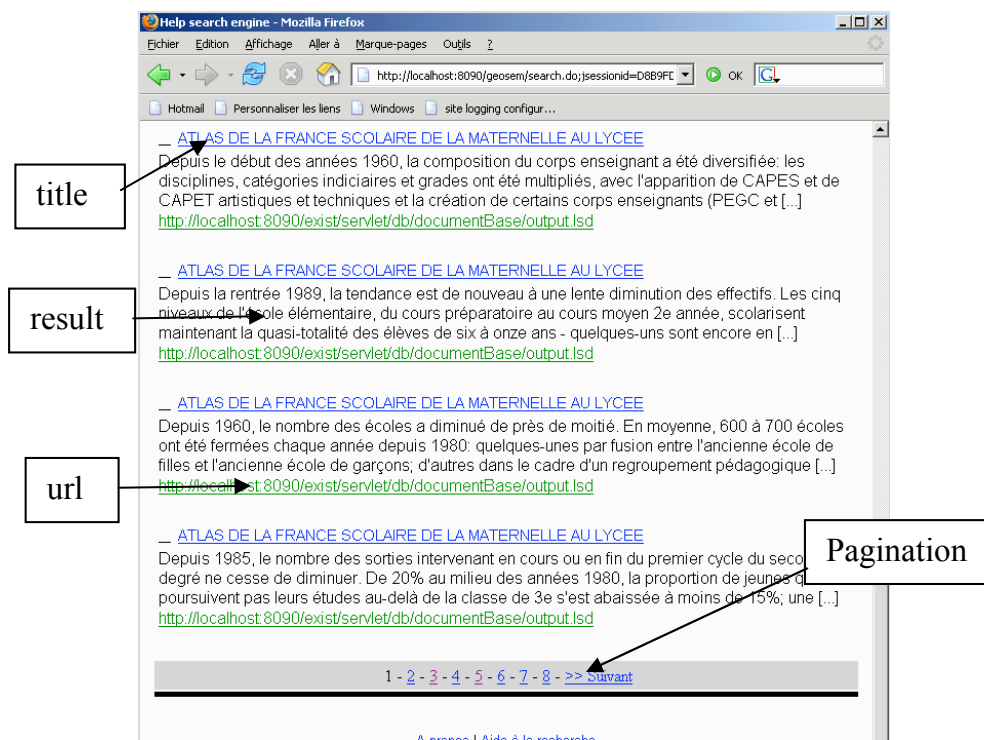 Help search engine - Mozilla Firefox
Fichier Edition Affichage Aller à Marque-pages Outils ?
http://localhost:8090/geosem/search.do;jsessionid=D8B9FD OK G
Hotmail Personnaliser les liens Windows site logging configur...
_ ATLAS DE LA FRANCE SCOLAIRE DE LA MATERNELLE AU LYCEE
title
Depuis le début des années 1960, la composition du corps enseignant a été diversifiée: les
disciplines, catégories indiciaires et grades ont été multipliés, avec l'apparition de CAPES et de
CAPET artistiques et techniques et la création de certains corps enseignants (PEGC et [...]
http://localhost:8090/exist/servlet/db/documentBase/output.lsd
_ ATLAS DE LA FRANCE SCOLAIRE DE LA MATERNELLE AU LYCEE
Depuis la rentrée 1989, la tendance est de nouveau à une lente diminution des effectifs. Les cinq
result
niveaux de l'école élémentaire, du cours préparatoire au cours moyen 2e année, scolarisent
maintenant la quasi-totalité des élèves de six à onze ans - quelques-uns sont encore en [...]
http://localhost:8090/exist/servlet/db/documentBase/output.lsd
_ ATLAS DE LA FRANCE SCOLAIRE DE LA MATERNELLE AU LYCEE
Depuis 1960, le nombre des écoles a diminué de près de moitié. En moyenne, 600 à 700 écoles
ont été fermées chaque année depuis 1980: quelques-unes par fusion entre l'ancienne école de
filles et l'ancienne école de garçons; d'autres dans le cadre d'un regroupement pédagogique [...]
url
http://localhost:8090/exist/servlet/db/documentBase/output.lsd
_ ATLAS DE LA FRANCE SCOLAIRE DE LA MATERNELLE AU LYCEE
Pagination
Depuis 1985, le nombre des sorties intervenant en cours ou en fin du premier cycle du
degré ne cesse de diminuer. De 20% au milieu des années 1980, la proportion de jeunes
poursuivent pas leurs études au-delà de la classe de 3e s'est abaissée à moins de 15%; une [...]
http://localhost:8090/exist/servlet/db/documentBase/output.lsd
1 - 2 - 3 - 4 - 5 - 6 - 7 - 8 - >> Suivant
A propos | Aide à la recherche